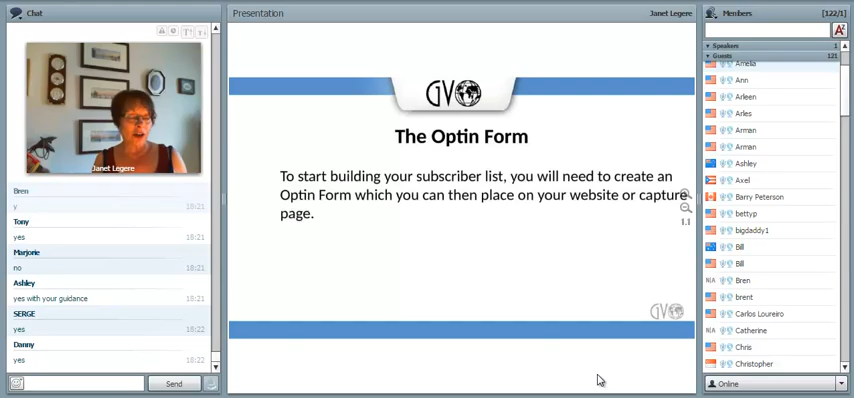 Chat
Janet Legere
Bren
y 18:21
Tony
yes 18:21
Marjorie
no 18:21
Ashley
yes with your guidance 18:21
SERGE
yes 18:22
Danny
yes 18:22
Send
Presentation Janet Legere
GVO
The Optin Form
To start building your subscriber list, you will need to create an
Optin Form which you can then place on your website or capture
page.
1.1
GVO
Members [122/1]
AZ
Speakers 1
Guests 121
Amelia
Ann
Arleen
Arles
Arman
Arman
Ashley
Axel
Barry Peterson
bettyp
bigdaddy1
Bill
Bill
N/A Bren
brent
Carlos Loureiro
N/A Catherine
Chris
Christopher
Online